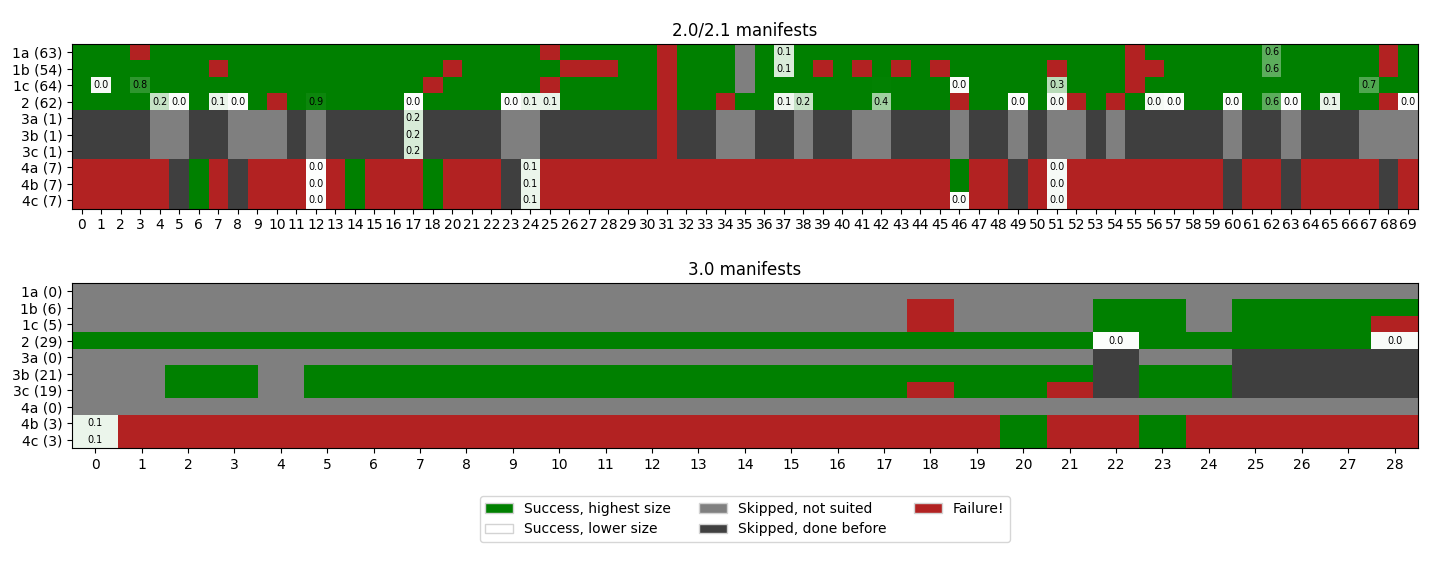 2.0/2.1 manifests
1a (63) 0.1 0.6
1b (54) 0.1 0.6
1c (64) 0.0 0.8 0.0 0.3 0.7
2 (62) 0.2 0.0 0.1 0.0 0.9 0.0 0.0 0.1 0.1 0.1 0.2 0.4 0.0 0.0 0.0 0.0 0.0 0.6 0.0 0.1 0.0
3a (1) 0.2
3b (1) 0.2
3c (1) 0.2
4a (7) 0.0 0.1 0.0
4b (7) 0.0 0.1 0.0
4c (7) 0.0 0.1 0.0 0.0
0 1 2 3 4 5 6 7 8 9 10 11 12 13 14 15 16 17 18 20 21 22 23 24 25 26 27 28 29 30 31 32 33 34 35 36 37 38 39 40 41 42 43 44 45 46 47 48 49 50 51 52 53 54 55 56 57 58 59 60 61 62 63 64 65 66 67 68 69
3.0 manifests
1a (0)
1b (6)
1c (5)
2 (29) 0.0 0.0
3a (0)
3b (21)
3c (19)
4a (0)
4b (3) 0.1
4c (3) 0.1
0 1 2 3 4 5 6 7 8 9 10 11 12 13 14 15 16 17 18 19 20 21 22 23 24 25 26 27 28
Success, highest size Skipped, not suited Failure!
Success, lower size Skipped, done before